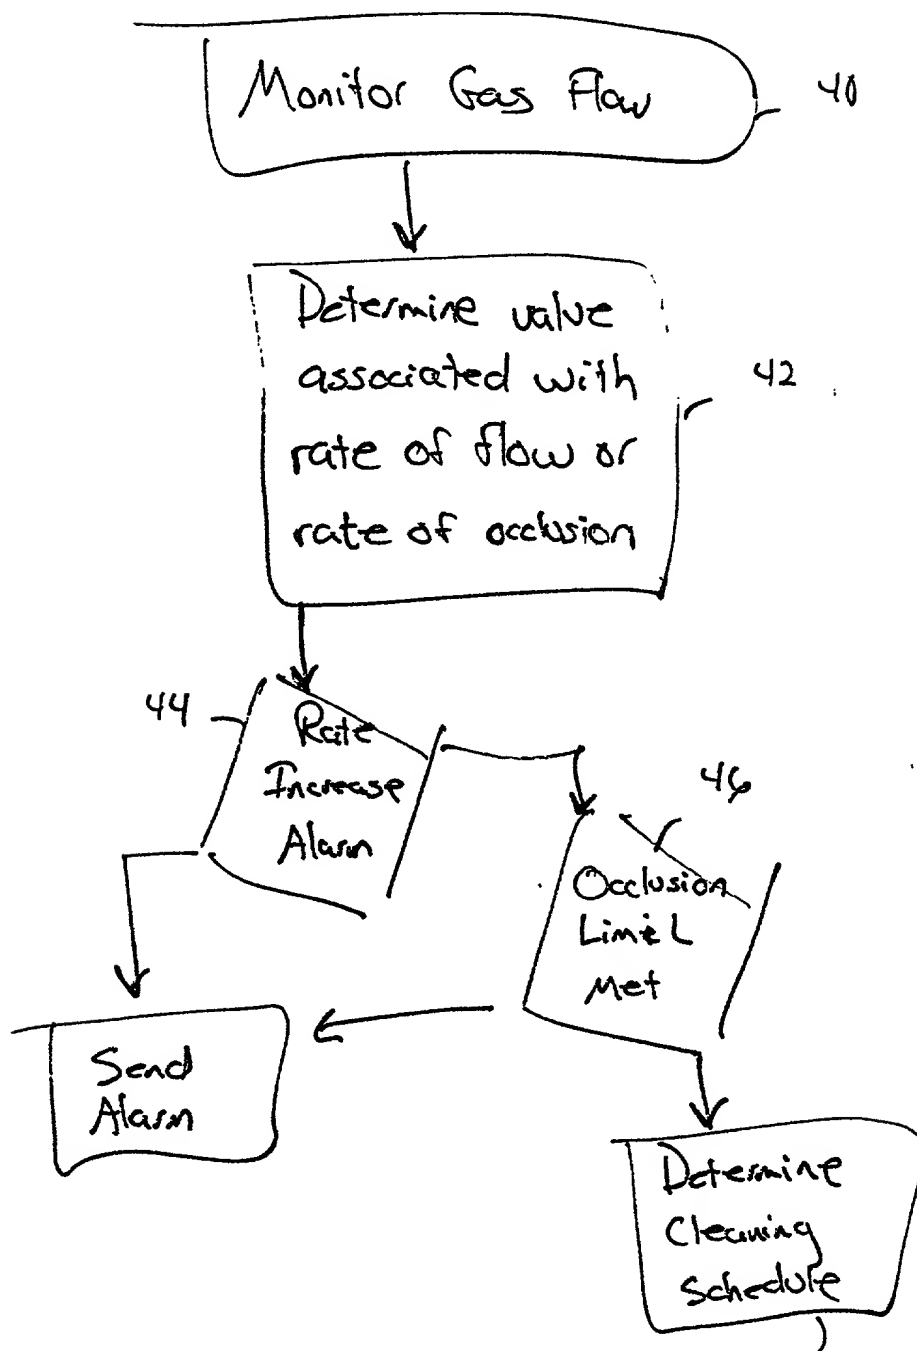 Monitor Gas Flow
40
Determine value
associated with
rate of flow or
rate of occlusion
42
44
Rate
Increase
Alarm
46
Occlusion
Limit
Met
Send
Alarm
Determine
Cleaning
Schedule